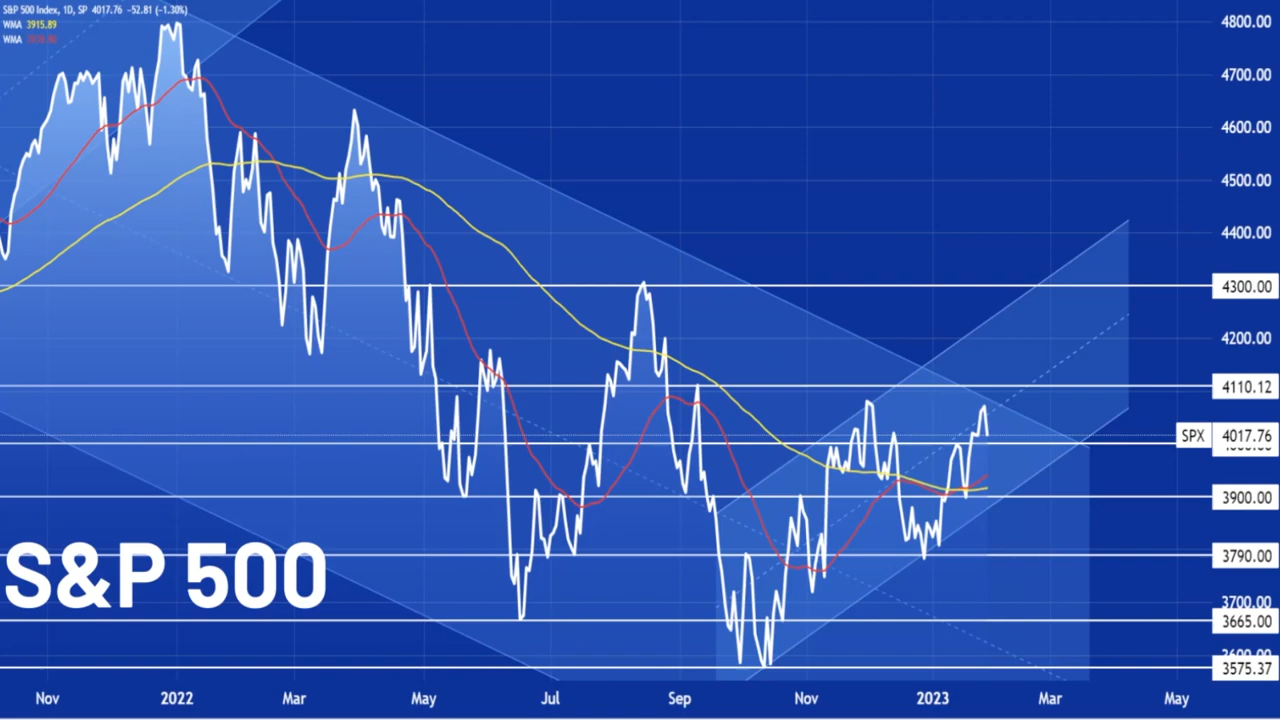 S&P 500 Index, 1D, SP 4017.76 -52.81 (-1.30%)
WMA 3915.89
WMA
4800.00
4700.00
4600.00
4500.00
4400.00
4300.00
4200.00
4110.12
SPX 4017.76
3900.00
3790.00
3700.00
3665.00
3600.00
3575.37
S&P 500
Nov 2022 Mar May Jul Sep Nov 2023 Mar May